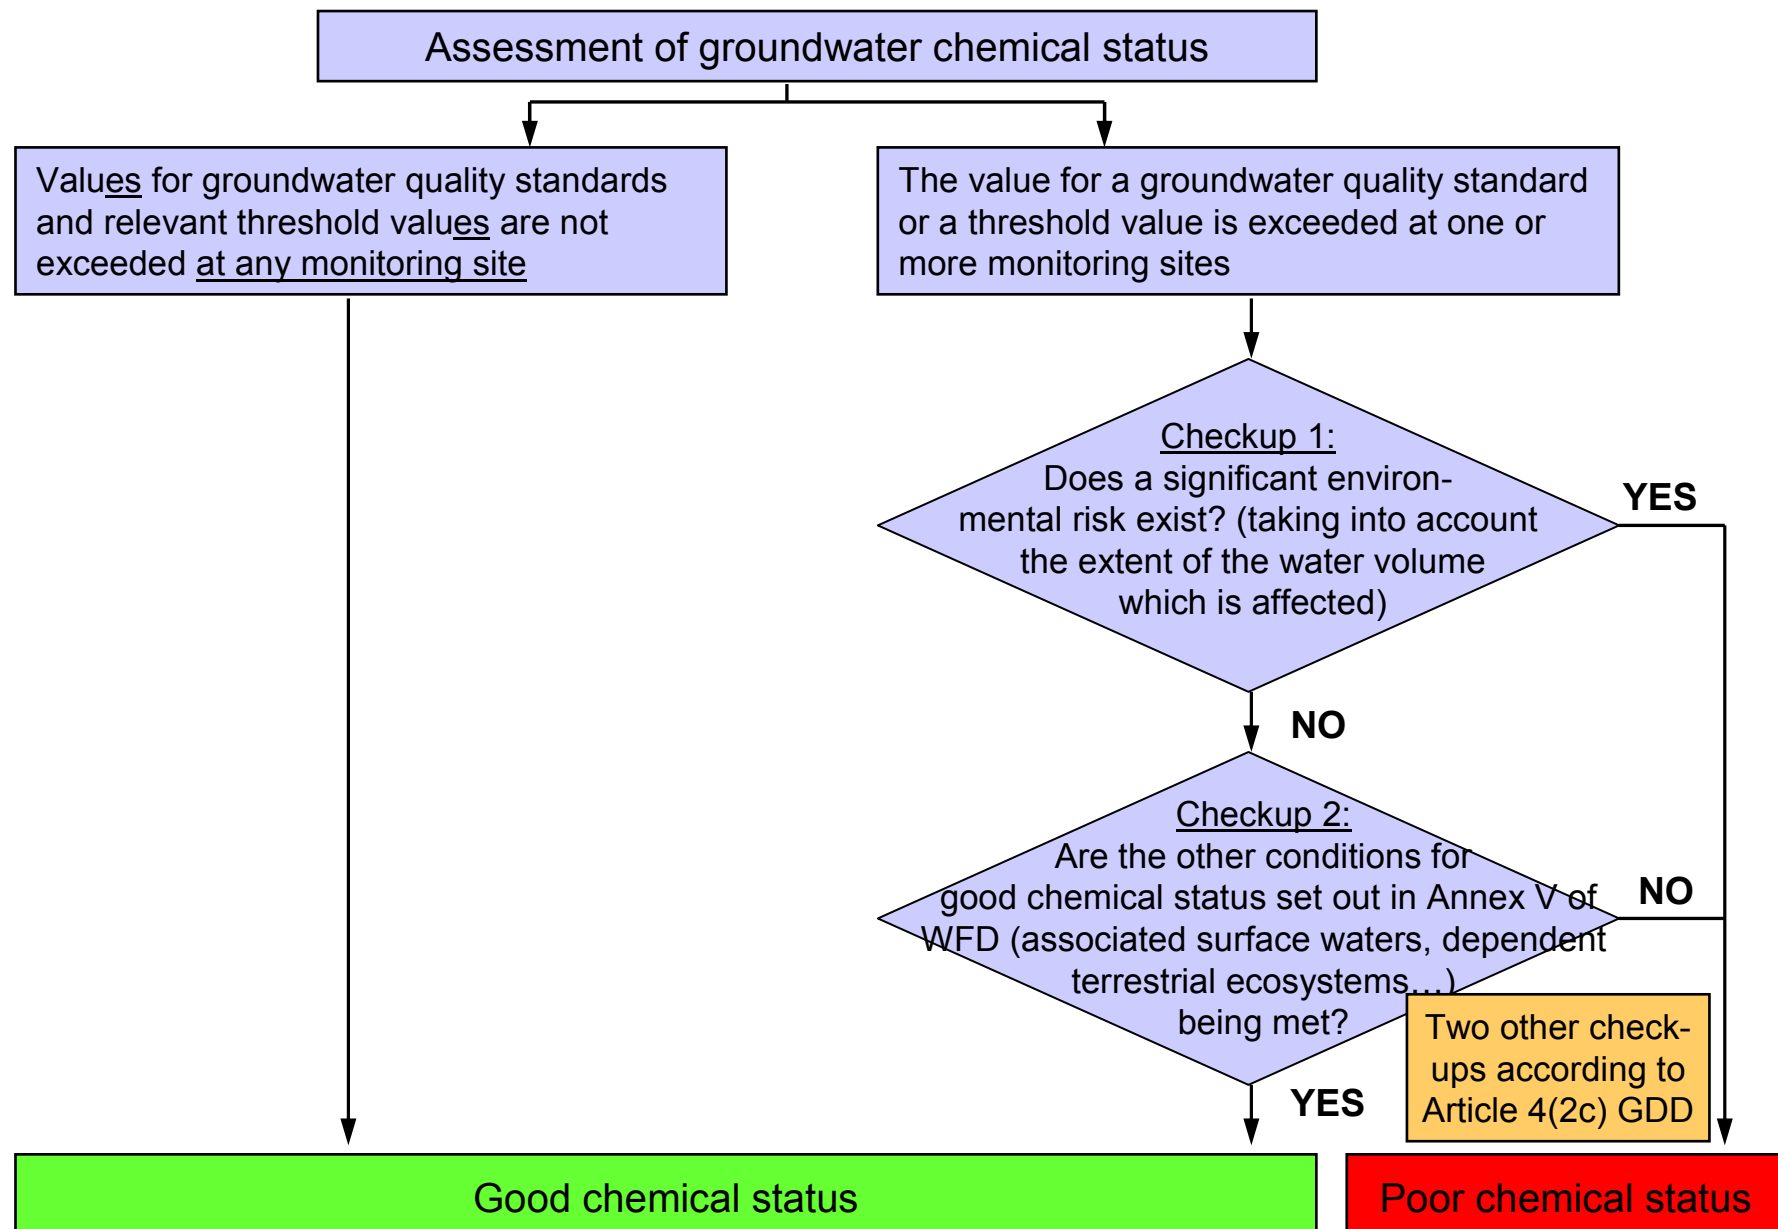 Assessment of groundwater chemical status
Values for groundwater quality standards
and relevant threshold values are not
exceeded at any monitoring site
The value for a groundwater quality standard
or a threshold value is exceeded at one or
more monitoring sites
Checkup 1:
Does a significant environ-
mental risk exist? (taking into account
the extent of the water volume
which is affected)
YES
NO
Checkup 2:
Are the other conditions for
good chemical status set out in Annex V of
WFD (associated surface waters, dependent
terrestrial ecosystems…)
being met?
NO
Two other check-
ups according to
Article 4(2c) GDD
YES
Good chemical status
Poor chemical status